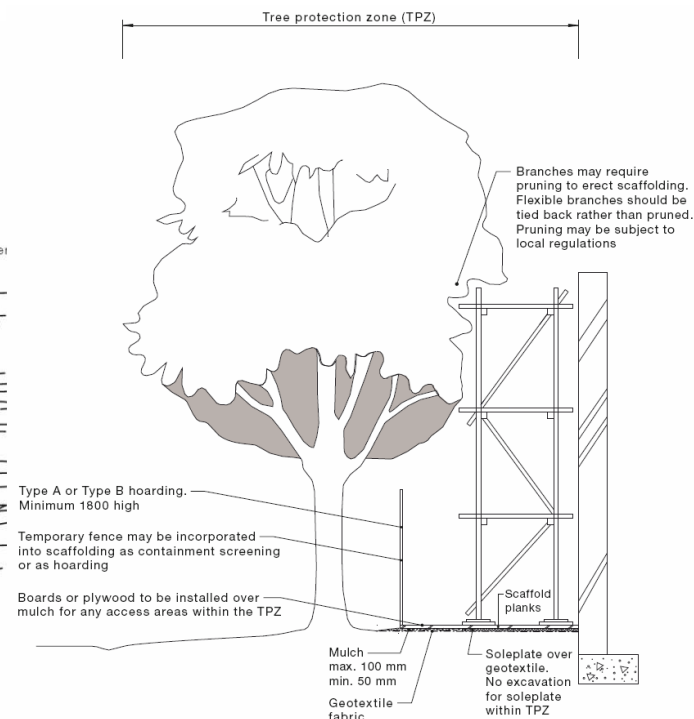 Tree protection zone (TPZ)
Branches may require
pruning to erect scaffolding.
Flexible branches should be
tied back rather than pruned.
Pruning may be subject to
local regulations
Type A or Type B hoarding.
Minimum 1800 high
Temporary fence may be incorporated
into scaffolding as containment screening
or as hoarding
Boards or plywood to be installed over
mulch for any access areas within the TPZ
Scaffold
planks
Mulch
max. 100 mm
min. 50 mm
Geotextile
fabric
Soleplate over
geotextile.
No excavation
for soleplate
within TPZ